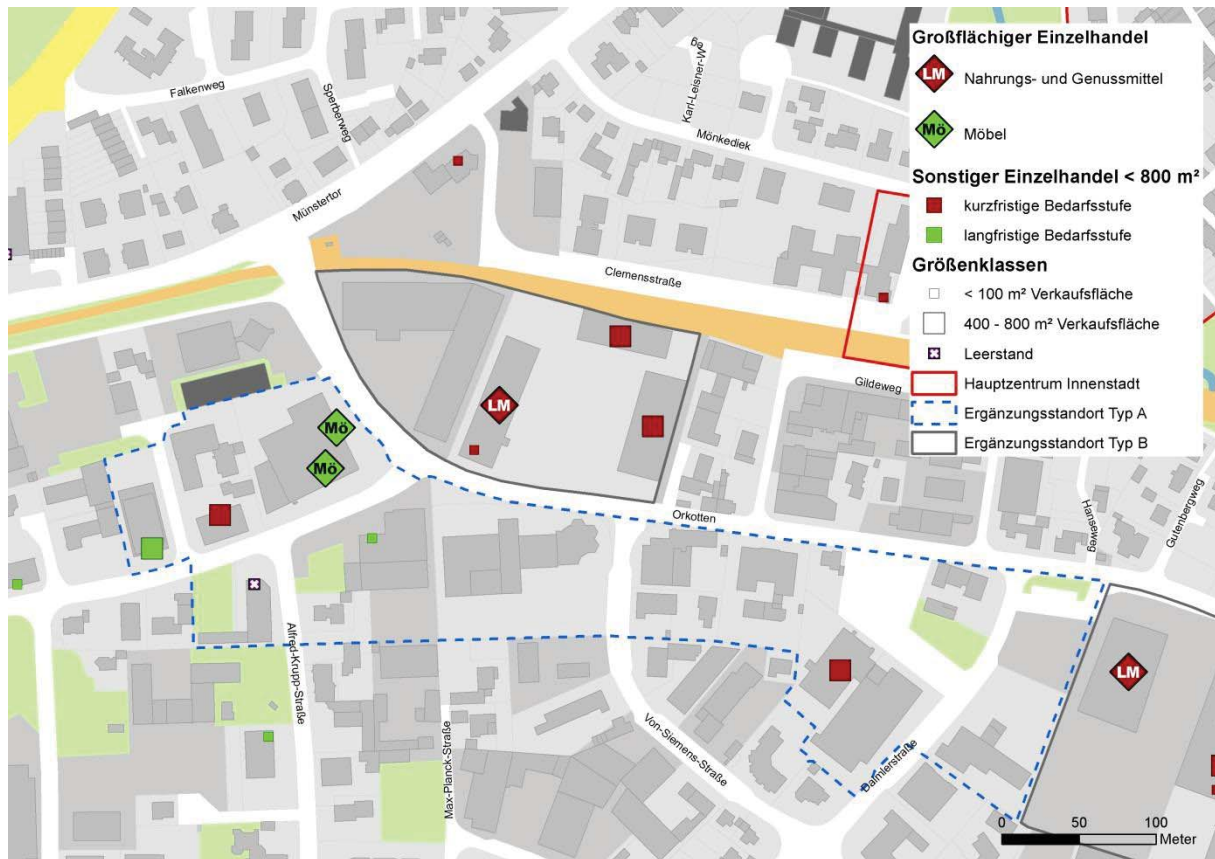 Falkenweg
Sperberweg
Münstertor
Karl-Leisner-Weg
Mönkediek
Clemensstraße
Gildeweg
Orkotten
Hanseweg
Gutenbergweg
Alfred-Krupp-Straße
Max-Planck-Straße
Von-Siemens-Straße
Daimlerstraße
LM
Mö
Mö
LM
Großflächiger Einzelhandel
LM Nahrungs- und Genussmittel
Mö Möbel
Sonstiger Einzelhandel < 800 m²
kurzfristige Bedarfsstufe
langfristige Bedarfsstufe
Größenklassen
< 100 m² Verkaufsfläche
400 - 800 m² Verkaufsfläche
Leerstand
Hauptzentrum Innenstadt
Ergänzungsstandort Typ A
Ergänzungsstandort Typ B
0 50 100
Meter